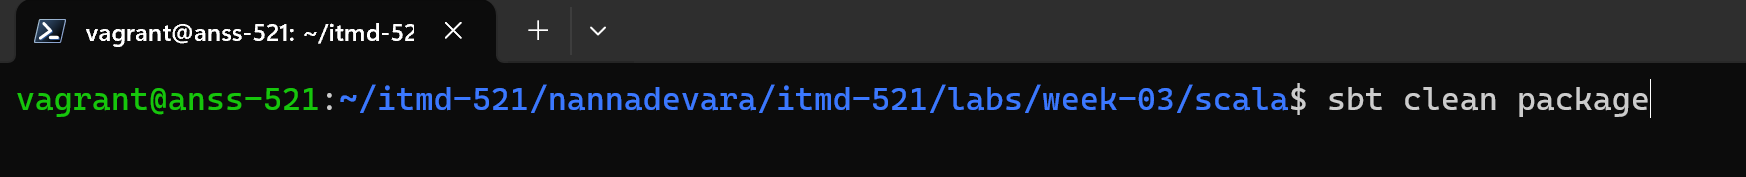 vagrant@anss-521: ~/itmd-52
vagrant@anss-521:~/itmd-521/nannadevara/itmd-521/labs/week-03/scala$ sbt clean package